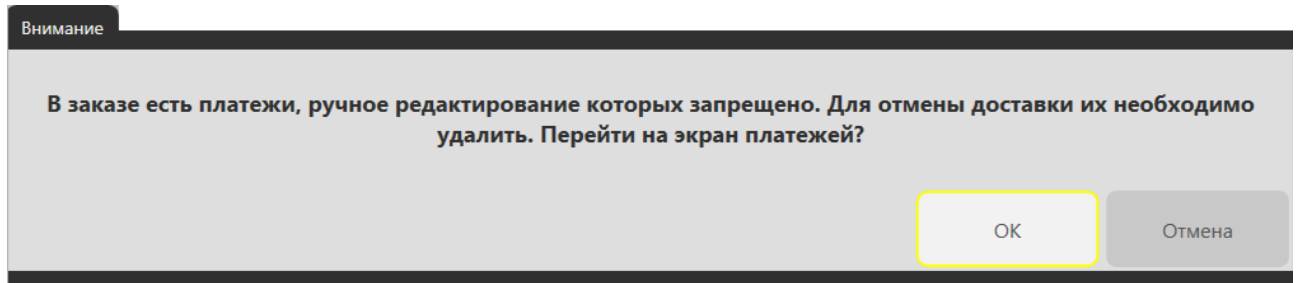 Внимание
В заказе есть платежи, ручное редактирование которых запрещено. Для отмены доставки их необходимо
удалить. Перейти на экран платежей?
ОК
Отмена